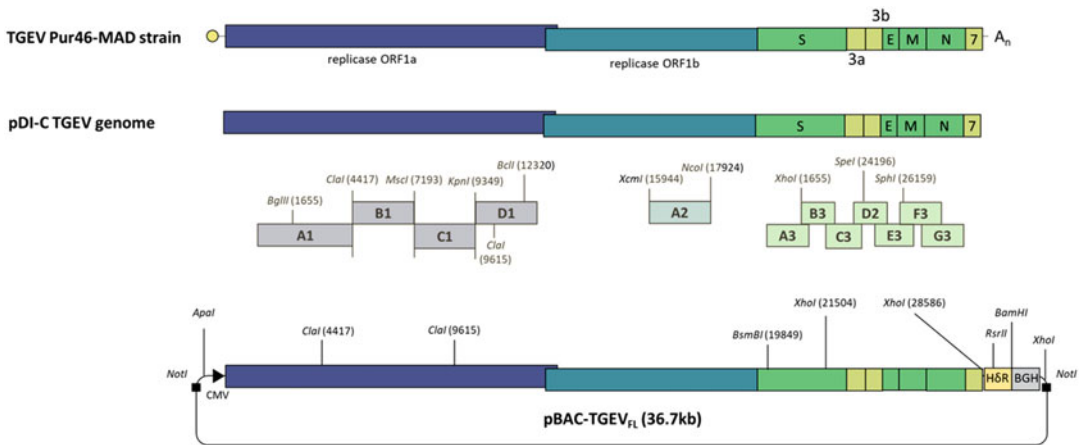 3b
TGEV Pur46-MAD strain
S
E
M
N
7
An
replicase ORF1a
replicase ORF1b
3a
pDI-C TGEV genome
S
E
M
N
7
BclI (12320)
SpeI (24196)
ClaI (4417)
MscI (7193)
KpnI (9349)
NcoI (17924)
XcmI (15944)
XhoI (1655)
SphI (26159)
BglII (1655)
B1
D1
A2
B3
D2
F3
A1
C1
ClaI
(9615)
A3
C3
E3
G3
ApaI
XhoI (21504)
XhoI (28586)
BamHI
ClaI (4417)
ClaI (9615)
BsmBI (19849)
RsrII
XhoI
NotI
CMV
HδR
BGH
NotI
pBAC-TGEVFL (36.7kb)